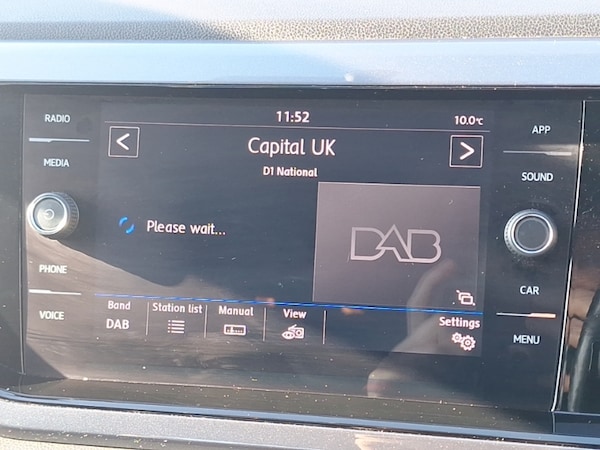 RADIO
MEDIA
PHONE
VOICE
11:52
10.0°C
Capital UK
D1 National
Please wait...
DAB
Band
DAB
Station list
Manual
View
Settings
APP
SOUND
CAR
MENU